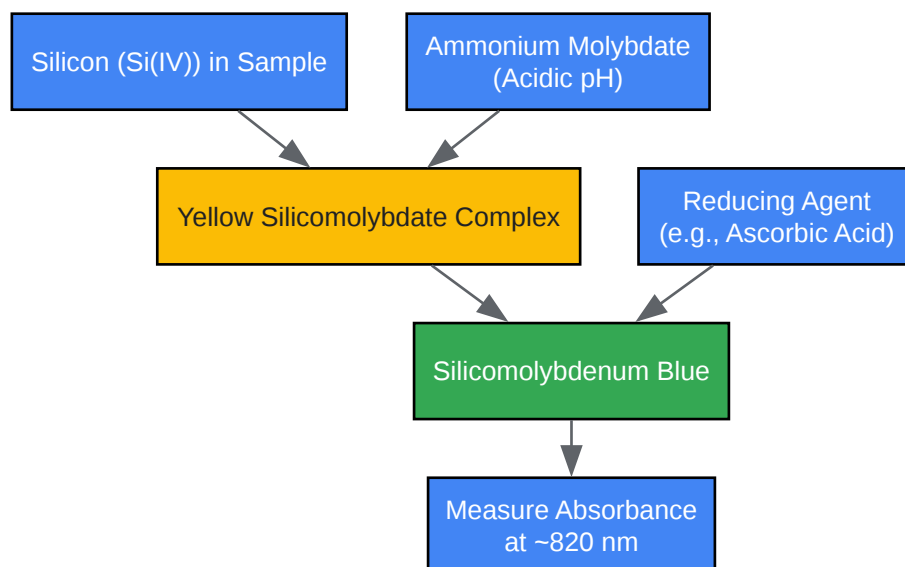 Silicon (Si(IV)) in Sample
Ammonium Molybdate
(Acidic pH)
Yellow Silicomolybdate Complex
Reducing Agent
(e.g., Ascorbic Acid)
Silicomolybdenum Blue
Measure Absorbance
at ~820 nm